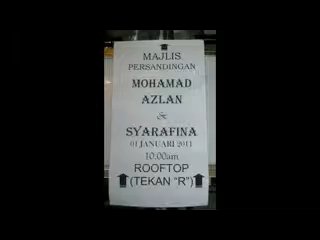 MAJLIS
PERSANDINGAN
MOHAMAD
AZLAN
&
SYARAFINA
01 JANUARI 2011
10.00am
ROOFTOP
(TEKAN "R")